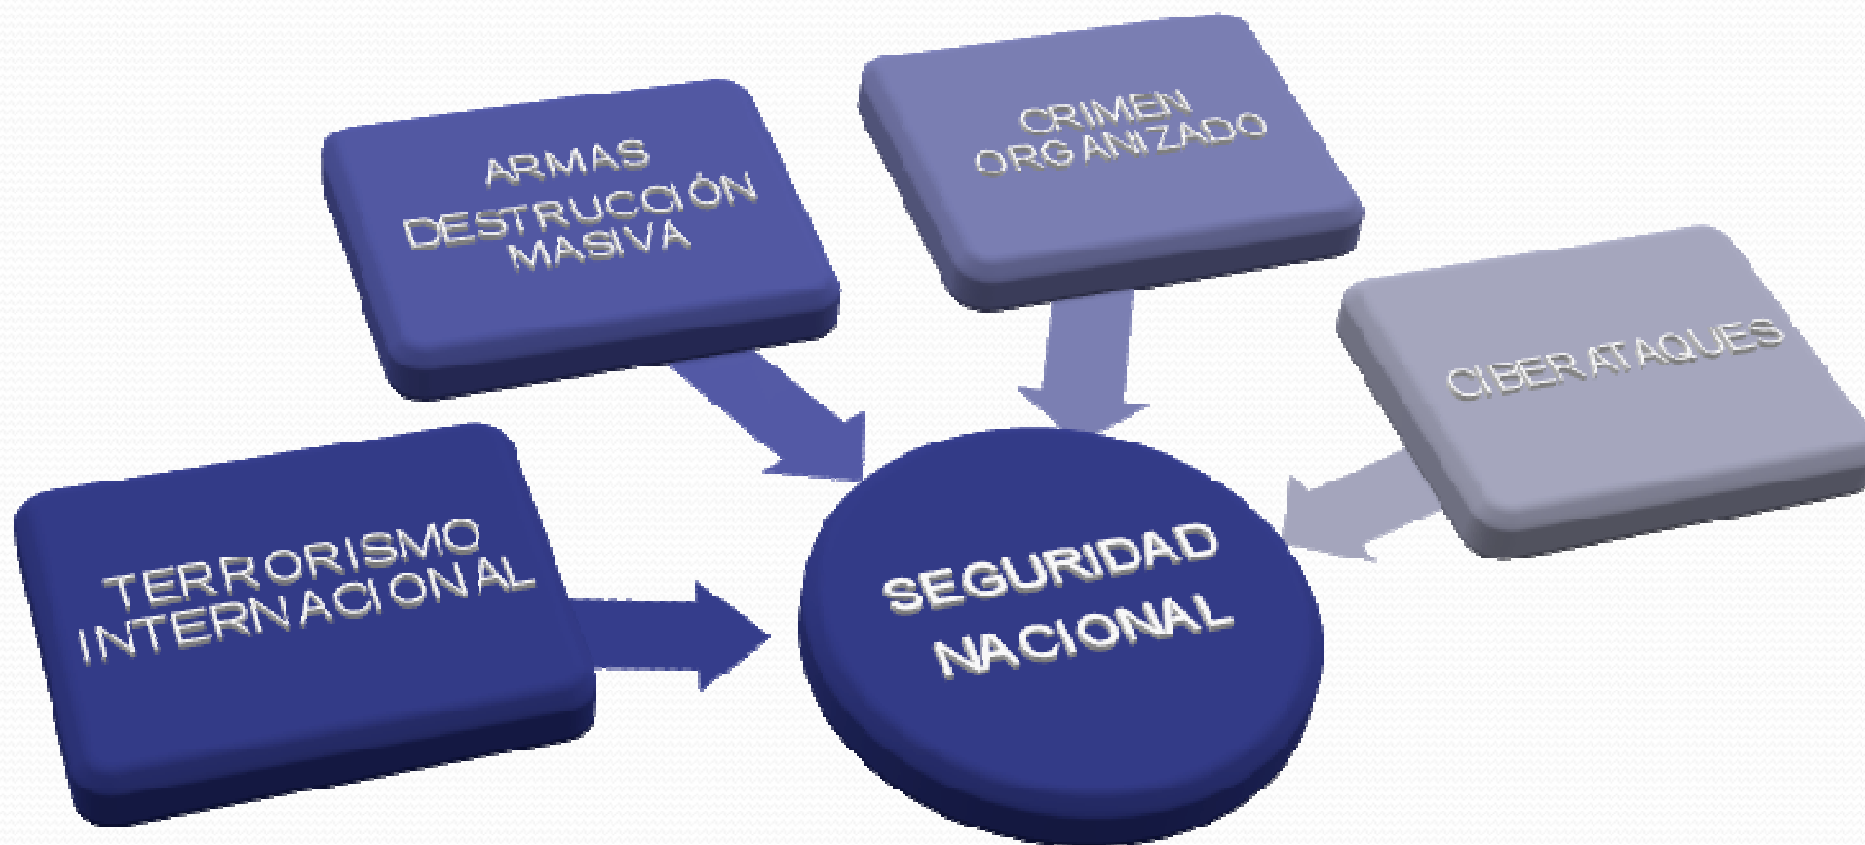 CRIMEN
ORGANIZADO
ARMAS
DESTRUCCIÓN
MASIVA
CIBERATAQUES
TERRORISMO
INTERNACIONAL
SEGURIDAD
NACIONAL